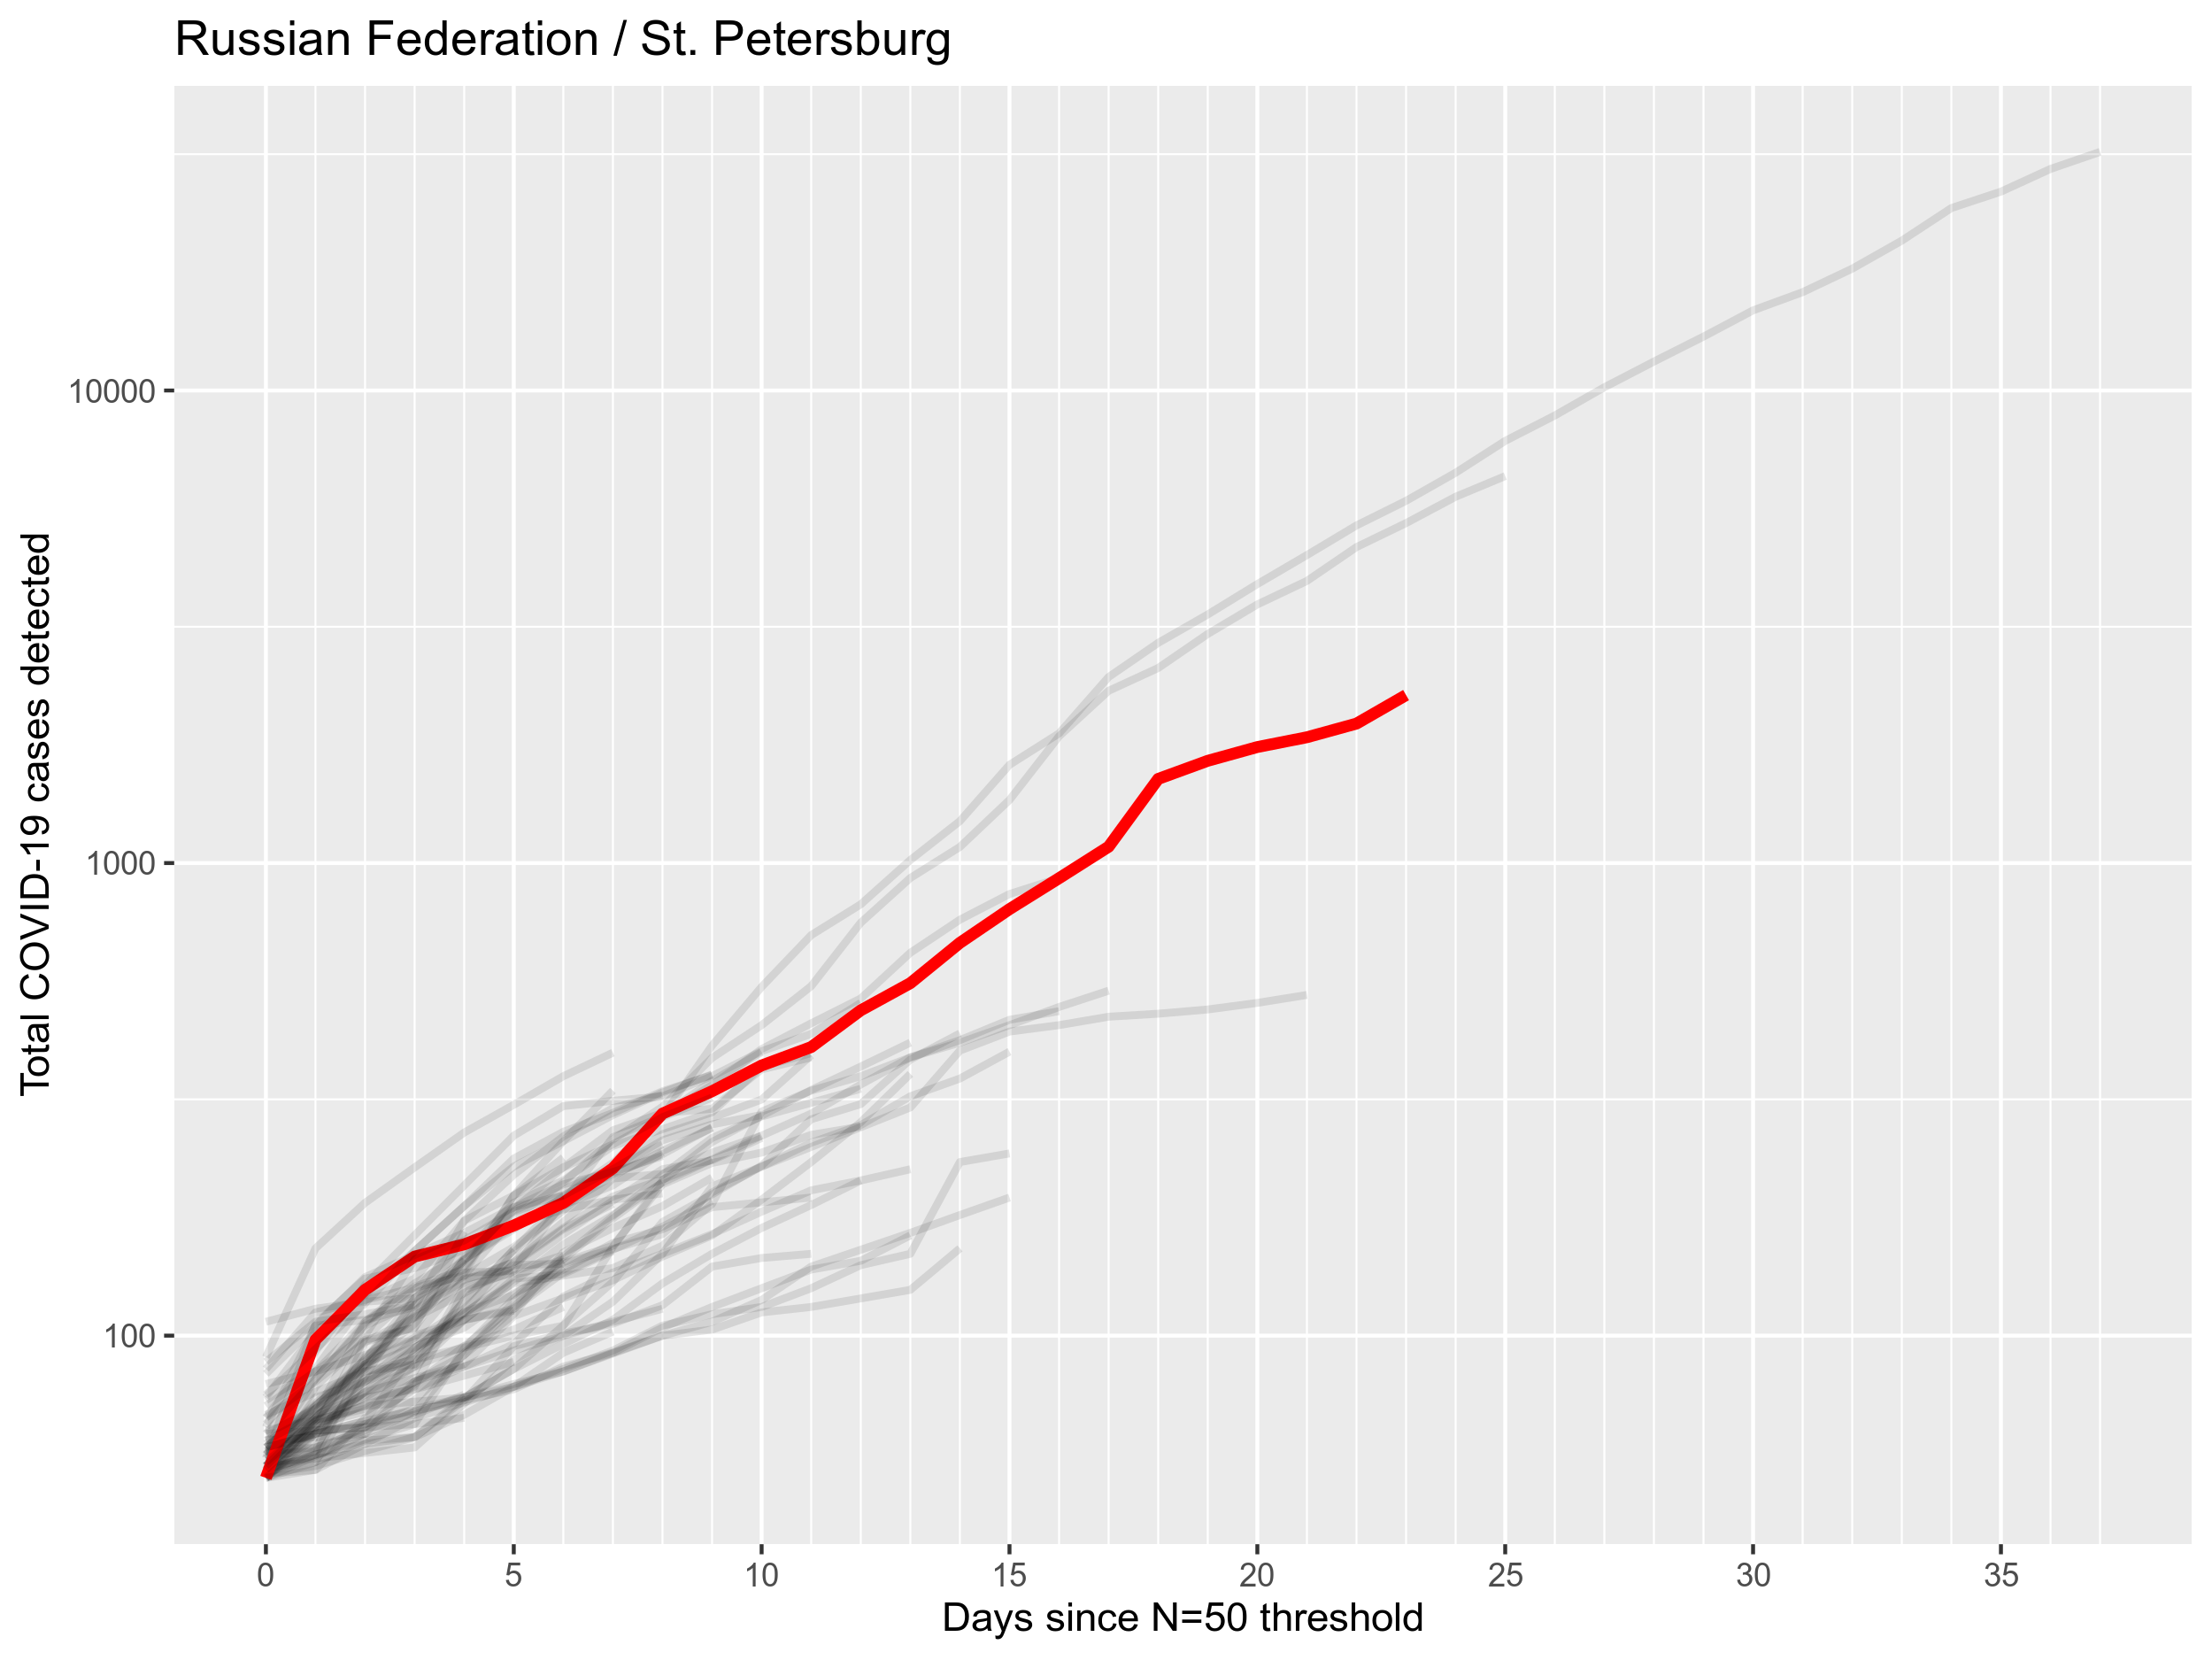 Russian Federation / St. Petersburg
Total COVID-19 cases detected
10000
1000
100
0 5 10 15 20 25 30 35
Days since N=50 threshold